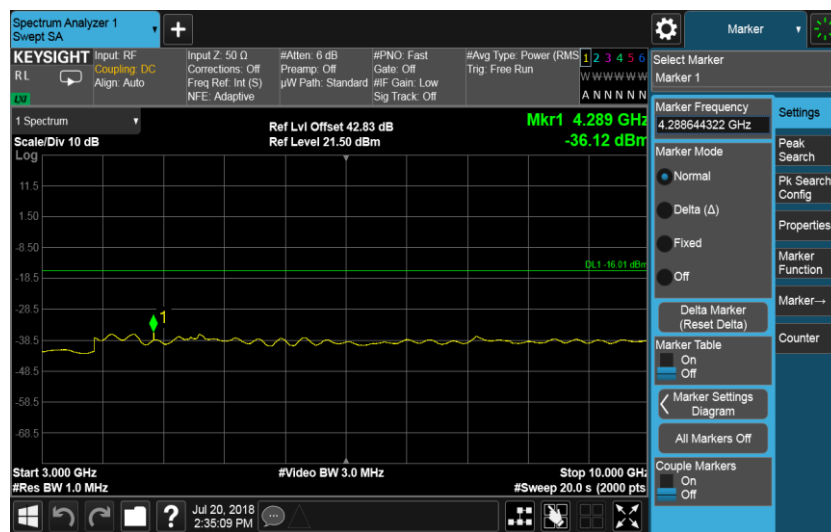 Spectrum Analyzer 1
Swept SA
+
Marker
KEYSIGHT
RL
LXI
Input: RF
Coupling: DC
Align: Auto
Input Z: 50 Ω
Corrections: Off
Freq Ref: Int (S)
NFE: Adaptive
#Atten: 6 dB
Preamp: Off
µW Path: Standard
#PNO: Fast
Gate: Off
#IF Gain: Low
Sig Track: Off
#Avg Type: Power (RMS
Trig: Free Run
1 2 3 4 5 6
W W W W W W
A N N N N N
Select Marker
Marker 1
1 Spectrum
Scale/Div 10 dB
Log
Ref Lvl Offset 42.83 dB
Ref Level 21.50 dBm
Mkr1 4.289 GHz
-36.12 dBm
11.5
1.50
-8.50
-18.5
-28.5
-38.5
-48.5
-58.5
-68.5
DL1 -16.01 dBm
1
Start 3.000 GHz
#Res BW 1.0 MHz
#Video BW 3.0 MHz
Stop 10.000 GHz
#Sweep 20.0 s (2000 pts
Marker Frequency
4.288644322 GHz
Marker Mode
Normal
Delta (Δ)
Fixed
Off
Delta Marker
(Reset Delta)
Marker Table
On
Off
Marker Settings
Diagram
All Markers Off
Couple Markers
On
Off
Settings
Peak
Search
Pk Search
Config
Properties
Marker
Function
Marker→
Counter
?
Jul 20, 2018
2:35:09 PM